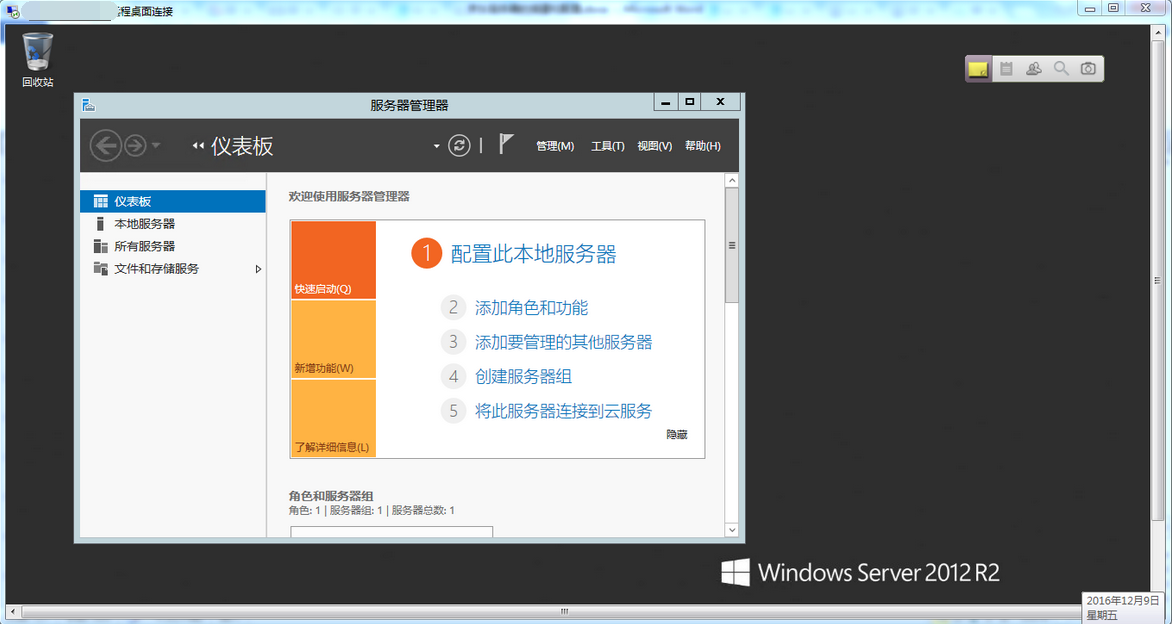 程桌面连接
回收站
服务器管理器
仪表板
管理(M) 工具(T) 视图(V) 帮助(H)
仪表板
本地服务器
所有服务器
文件和存储服务
欢迎使用服务器管理器
快速启动(Q)
新增功能(W)
了解详细信息(L)
1 配置此本地服务器
2 添加角色和功能
3 添加要管理的其他服务器
4 创建服务器组
5 将此服务器连接到云服务
隐藏
角色和服务器组
角色: 1 | 服务器组: 1 | 服务器总数: 1
Windows Server 2012 R2
2016年12月9日
星期五